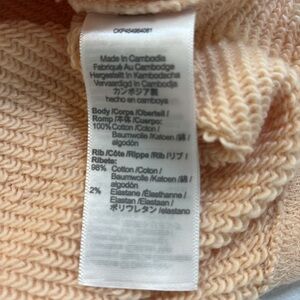 CKF454964061
Made In Cambodia
Fabriqué Au Cambodge
Hergestellt In Kambodscha
Vervaardigd In Cambodja
カンボジア製
hecho en camboya
Body /Corps /Oberteil /
Romp /本体 /Cuerpo:
100% Cotton /Coton /
Baumwolle /Katoen /綿 /
algodón
Rib /Côte /Rippe /Rib /リブ /
Ribete:
98% Cotton /Coton /
Baumwolle /Katoen /綿 /
algodón
2% Elastane /Élasthanne /
Elastan /Elastaan /
ポリウレタン /elastano